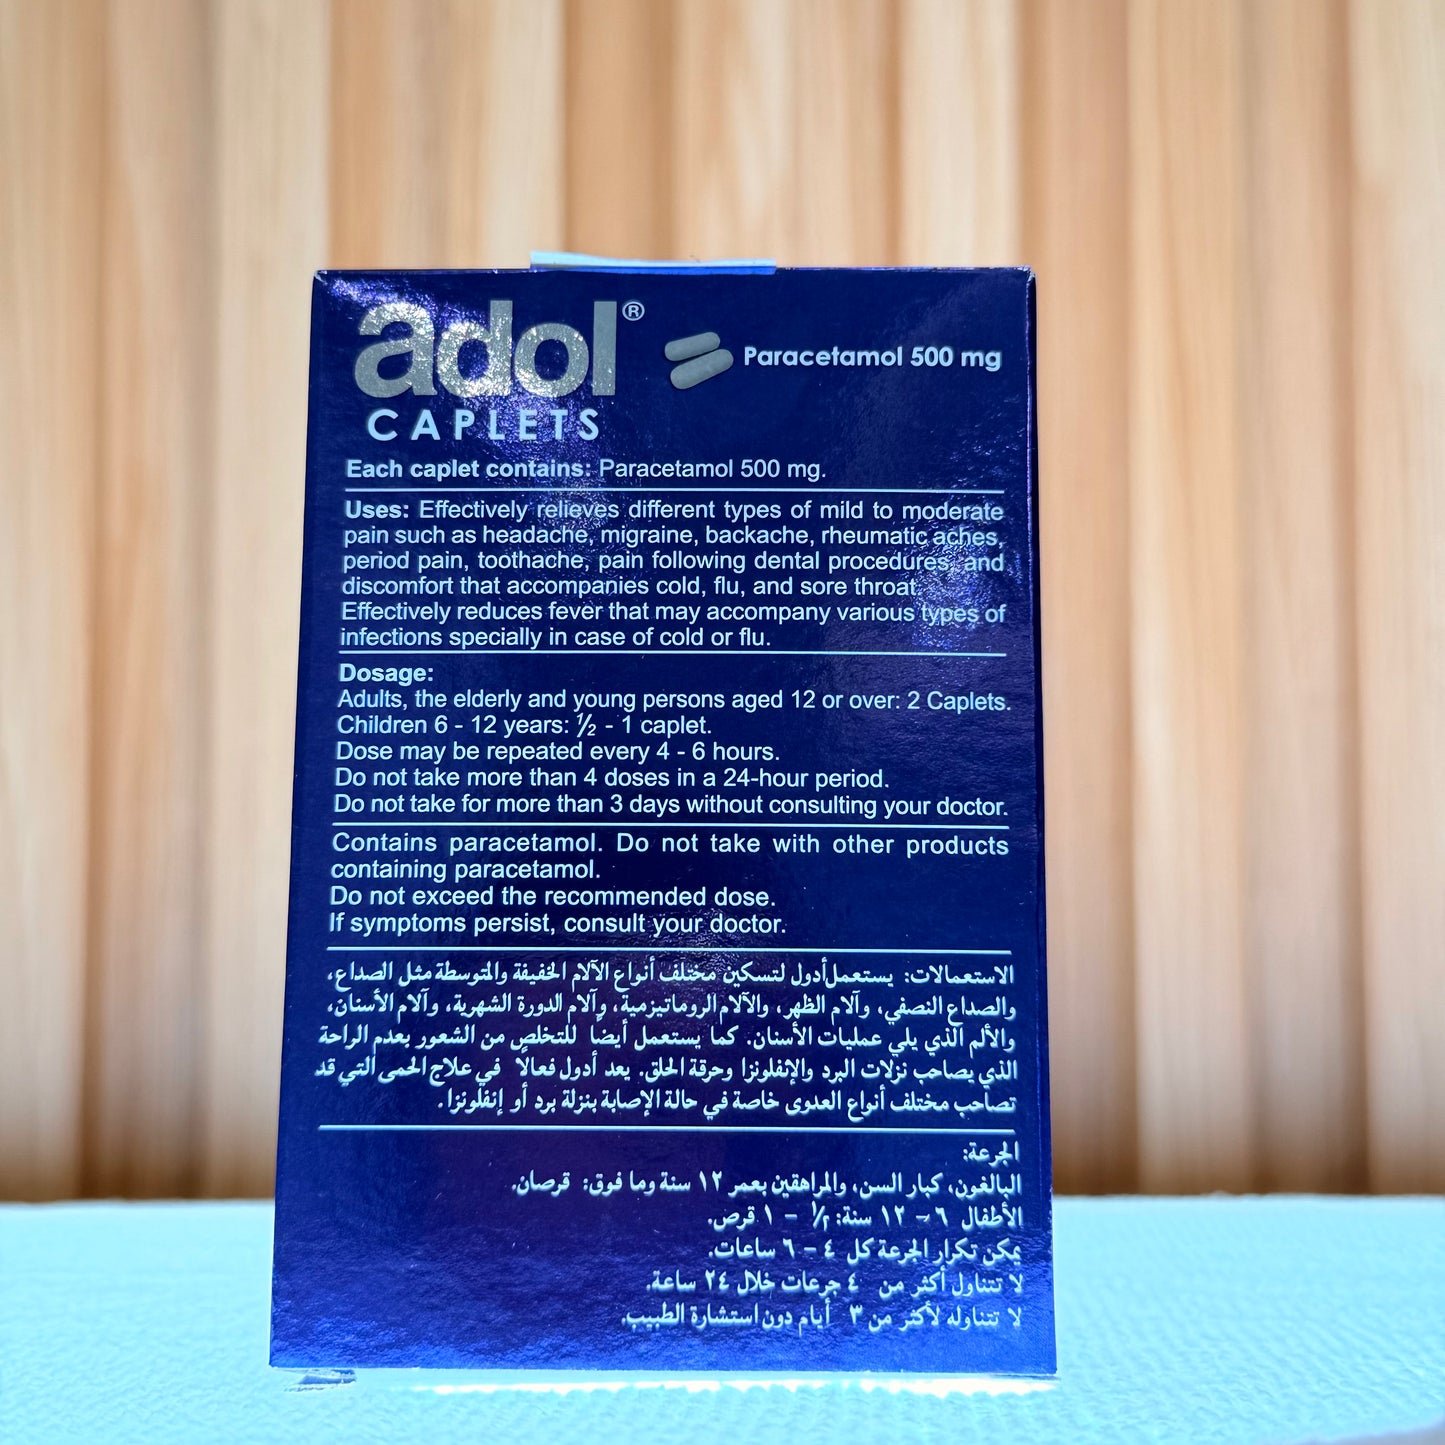 adol®
CAPLETS
Paracetamol 500 mg
Each caplet contains: Paracetamol 500 mg.
Uses: Effectively relieves different types of mild to moderate
pain such as headache, migraine, backache, rheumatic aches,
period pain, toothache, pain following dental procedures, and
discomfort that accompanies cold, flu, and sore throat.
Effectively reduces fever that may accompany various types of
infections specially in case of cold or flu.
Dosage:
Adults, the elderly and young persons aged 12 or over: 2 Caplets.
Children 6 - 12 years: ½ - 1 caplet.
Dose may be repeated every 4 - 6 hours.
Do not take more than 4 doses in a 24-hour period.
Do not take for more than 3 days without consulting your doctor.
Contains paracetamol. Do not take with other products
containing paracetamol.
Do not exceed the recommended dose.
If symptoms persist, consult your doctor.
الاستعمالات: يستعمل أدول لتسكين مختلف أنواع الآلام الخفيفة والمتوسطة مثل الصداع،
والصداع النصفي، وآلام الظهر، والآلام الروماتيزمية، وآلام الدورة الشهرية، وآلام الأسنان،
والألم الذي يلي عمليات الأسنان. كما يستعمل أيضًا للتخلص من الشعور بعدم الراحة
الذي يصاحب نزلات البرد والإنفلونزا وحرقة الحلق. يعد أدول فعالًا في علاج الحمى التي قد
تصاحب مختلف أنواع العدوى خاصة في حالة الإصابة بنزلة برد أو إنفلونزا.
الجرعة:
البالغون، كبار السن، والمراهقين بعمر ١٢ سنة وما فوق: قرصان.
الأطفال ٦ - ١٢ سنة: ١/٢ - ١ قرص.
يمكن تكرار الجرعة كل ٤ - ٦ ساعات.
لا تتناول أكثر من ٤ جرعات خلال ٢٤ ساعة.
لا تتناوله لأكثر من ٣ أيام دون استشارة الطبيب.